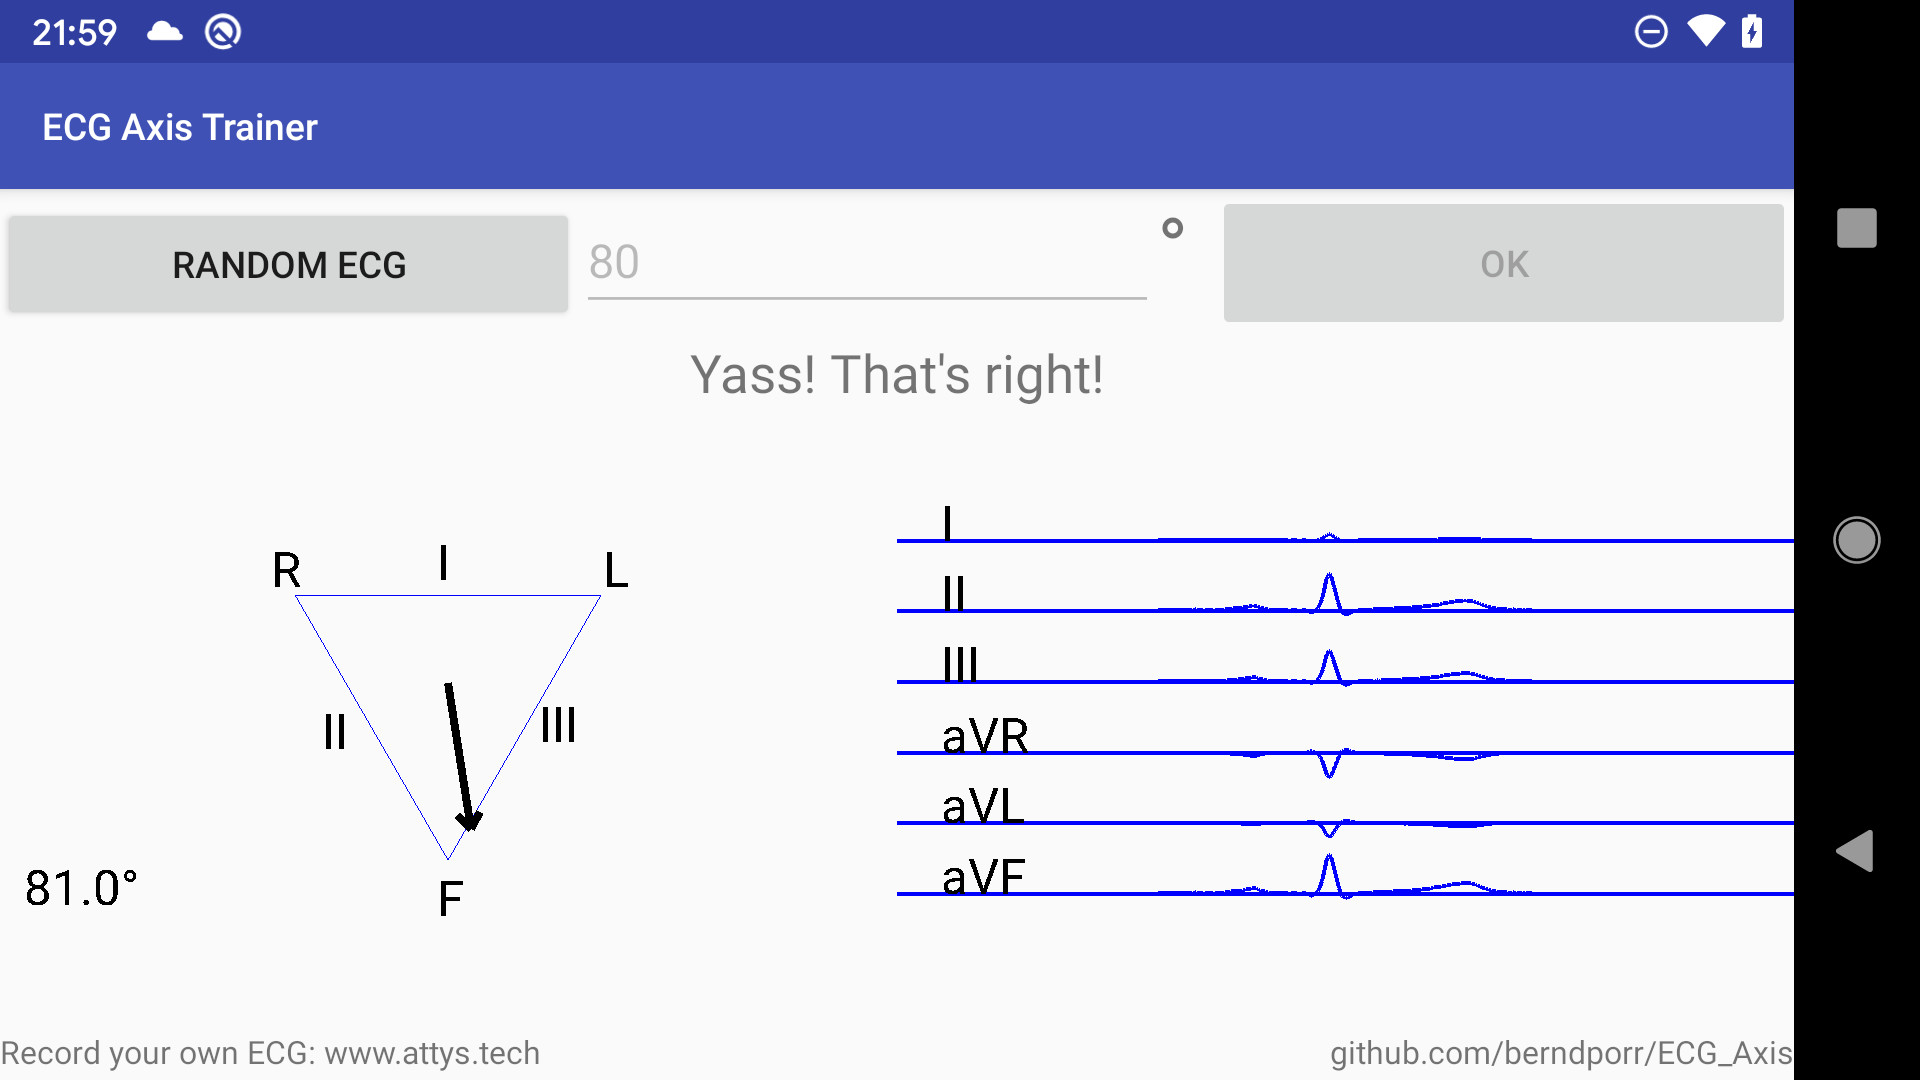 21:59
ECG Axis Trainer
RANDOM ECG
80
°
OK
Yass! That's right!
R
I
L
II
III
F
81.0°
I
II
III
aVR
aVL
aVF
Record your own ECG: www.attys.tech
github.com/berndporr/ECG_Axis